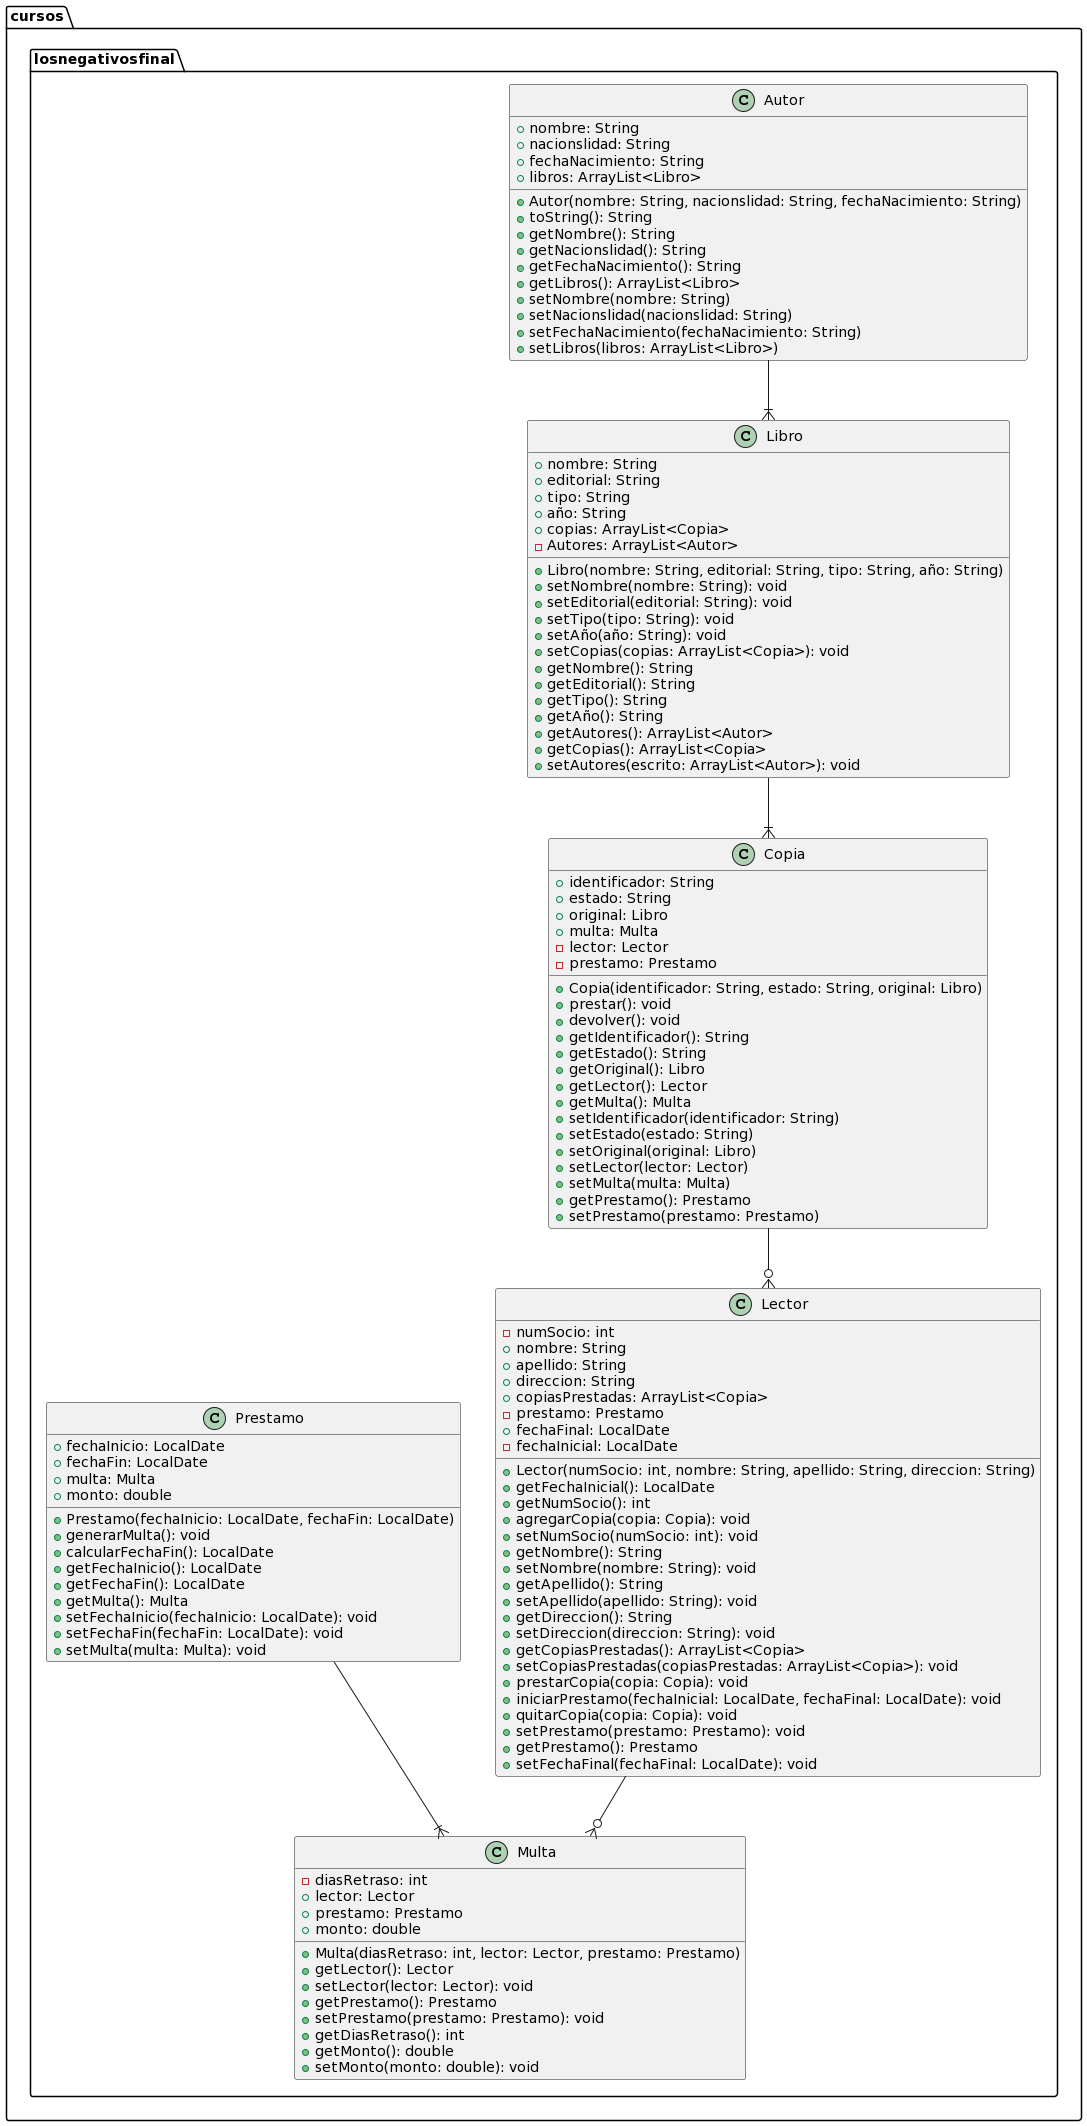 cursos
losnegativosfinal
C Autor
nombre: String
nacionslidad: String
fechaNacimiento: String
libros: ArrayList<Libro>
Autor(nombre: String, nacionslidad: String, fechaNacimiento: String)
toString(): String
getNombre(): String
getNacionslidad(): String
getFechaNacimiento(): String
getLibros(): ArrayList<Libro>
setNombre(nombre: String)
setNacionslidad(nacionslidad: String)
setFechaNacimiento(fechaNacimiento: String)
setLibros(libros: ArrayList<Libro>)
C Libro
nombre: String
editorial: String
tipo: String
año: String
copias: ArrayList<Copia>
Autores: ArrayList<Autor>
Libro(nombre: String, editorial: String, tipo: String, año: String)
setNombre(nombre: String): void
setEditorial(editorial: String): void
setTipo(tipo: String): void
setAño(año: String): void
setCopias(copias: ArrayList<Copia>): void
getNombre(): String
getEditorial(): String
getTipo(): String
getAño(): String
getAutores(): ArrayList<Autor>
getCopias(): ArrayList<Copia>
setAutores(escrito: ArrayList<Autor>): void
C Copia
identificador: String
estado: String
original: Libro
multa: Multa
lector: Lector
prestamo: Prestamo
Copia(identificador: String, estado: String, original: Libro)
prestar(): void
devolver(): void
getIdentificador(): String
getEstado(): String
getOriginal(): Libro
getLector(): Lector
getMulta(): Multa
setIdentificador(identificador: String)
setEstado(estado: String)
setOriginal(original: Libro)
setLector(lector: Lector)
setMulta(multa: Multa)
getPrestamo(): Prestamo
setPrestamo(prestamo: Prestamo)
C Lector
numSocio: int
nombre: String
apellido: String
direccion: String
copiasPrestadas: ArrayList<Copia>
prestamo: Prestamo
fechaFinal: LocalDate
fechaInicial: LocalDate
Lector(numSocio: int, nombre: String, apellido: String, direccion: String)
getFechaInicial(): LocalDate
getNumSocio(): int
agregarCopia(copia: Copia): void
setNumSocio(numSocio: int): void
getNombre(): String
setNombre(nombre: String): void
getApellido(): String
setApellido(apellido: String): void
getDireccion(): String
setDireccion(direccion: String): void
getCopiasPrestadas(): ArrayList<Copia>
setCopiasPrestadas(copiasPrestadas: ArrayList<Copia>): void
prestarCopia(copia: Copia): void
iniciarPrestamo(fechaInicial: LocalDate, fechaFinal: LocalDate): void
quitarCopia(copia: Copia): void
setPrestamo(prestamo: Prestamo): void
getPrestamo(): Prestamo
setFechaFinal(fechaFinal: LocalDate): void
C Prestamo
fechaInicio: LocalDate
fechaFin: LocalDate
multa: Multa
monto: double
Prestamo(fechaInicio: LocalDate, fechaFin: LocalDate)
generarMulta(): void
calcularFechaFin(): LocalDate
getFechaInicio(): LocalDate
getFechaFin(): LocalDate
getMulta(): Multa
setFechaInicio(fechaInicio: LocalDate): void
setFechaFin(fechaFin: LocalDate): void
setMulta(multa: Multa): void
C Multa
diasRetraso: int
lector: Lector
prestamo: Prestamo
monto: double
Multa(diasRetraso: int, lector: Lector, prestamo: Prestamo)
getLector(): Lector
setLector(lector: Lector): void
getPrestamo(): Prestamo
setPrestamo(prestamo: Prestamo): void
getDiasRetraso(): int
getMonto(): double
setMonto(monto: double): void